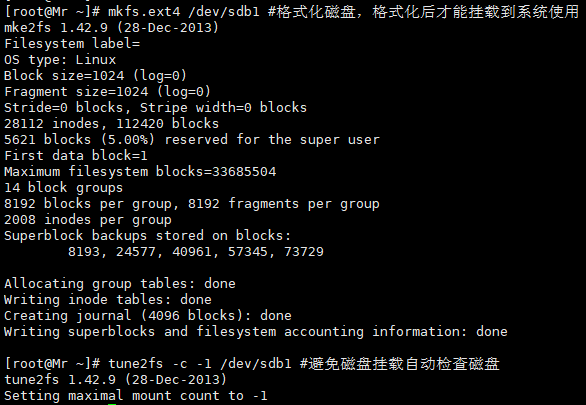 [root@Mr ~]# mkfs.ext4 /dev/sdb1 #格式化磁盘，格式化后才能挂载到系统使用
mke2fs 1.42.9 (28-Dec-2013)
Filesystem label=
OS type: Linux
Block size=1024 (log=0)
Fragment size=1024 (log=0)
Stride=0 blocks, Stripe width=0 blocks
28112 inodes, 112420 blocks
5621 blocks (5.00%) reserved for the super user
First data block=1
Maximum filesystem blocks=33685504
14 block groups
8192 blocks per group, 8192 fragments per group
2008 inodes per group
Superblock backups stored on blocks:
8193, 24577, 40961, 57345, 73729
Allocating group tables: done
Writing inode tables: done
Creating journal (4096 blocks): done
Writing superblocks and filesystem accounting information: done
[root@Mr ~]# tune2fs -c -1 /dev/sdb1 #避免磁盘挂载自动检查磁盘
tune2fs 1.42.9 (28-Dec-2013)
Setting maximal mount count to -1